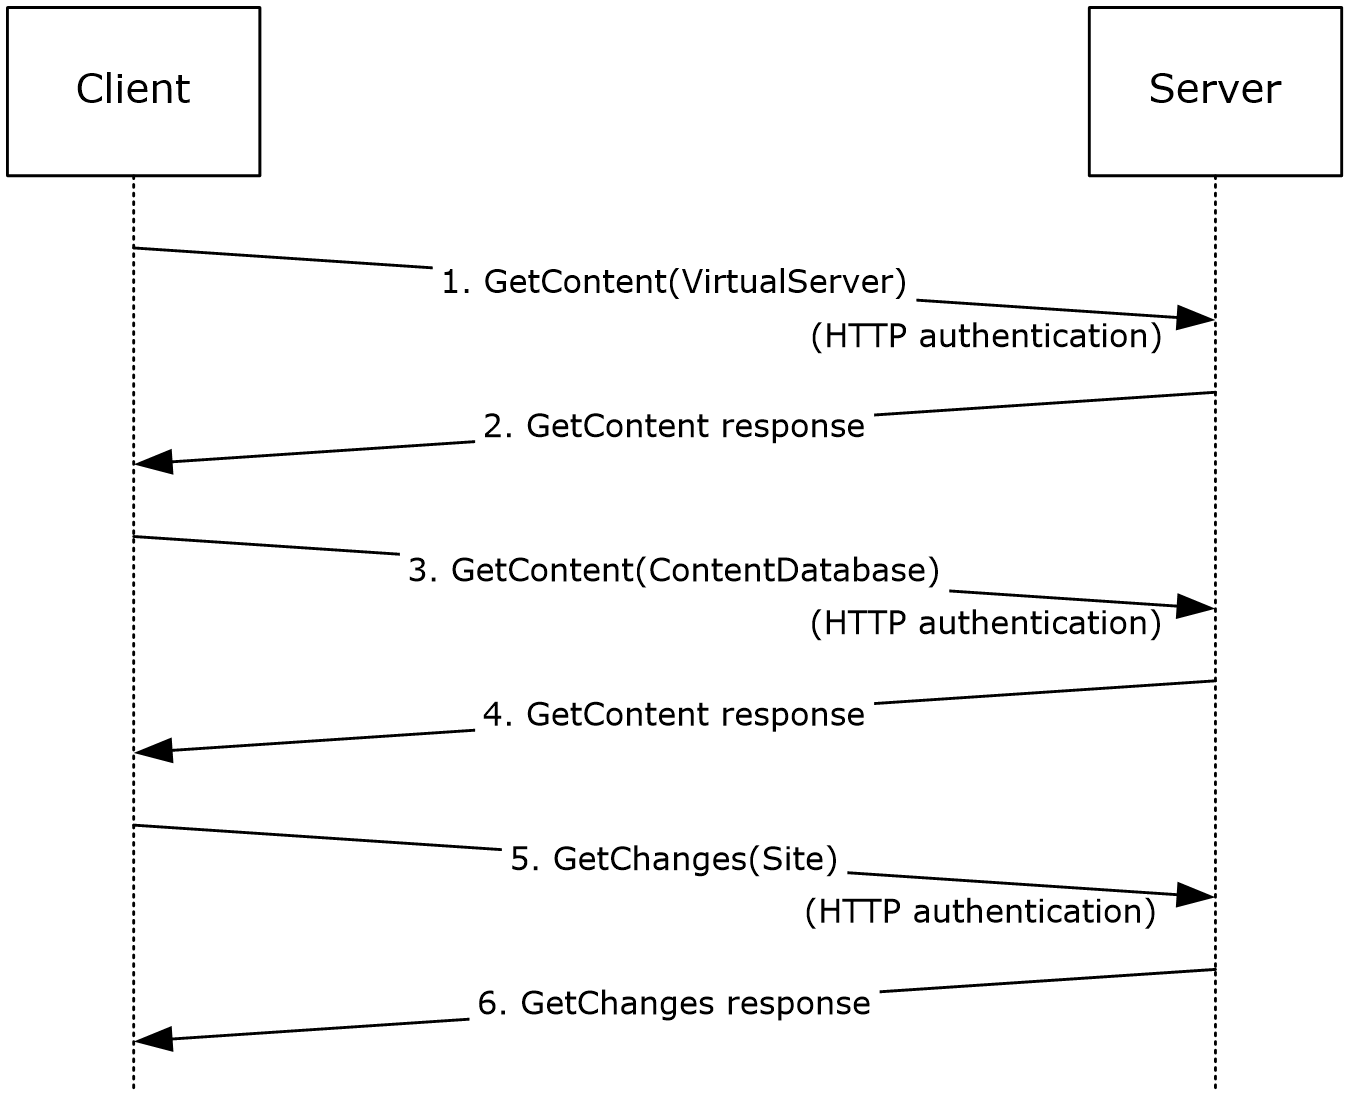 Client
Server
1. GetContent(VirtualServer)
(HTTP authentication)
2. GetContent response
3. GetContent(ContentDatabase)
(HTTP authentication)
4. GetContent response
5. GetChanges(Site)
(HTTP authentication)
6. GetChanges response